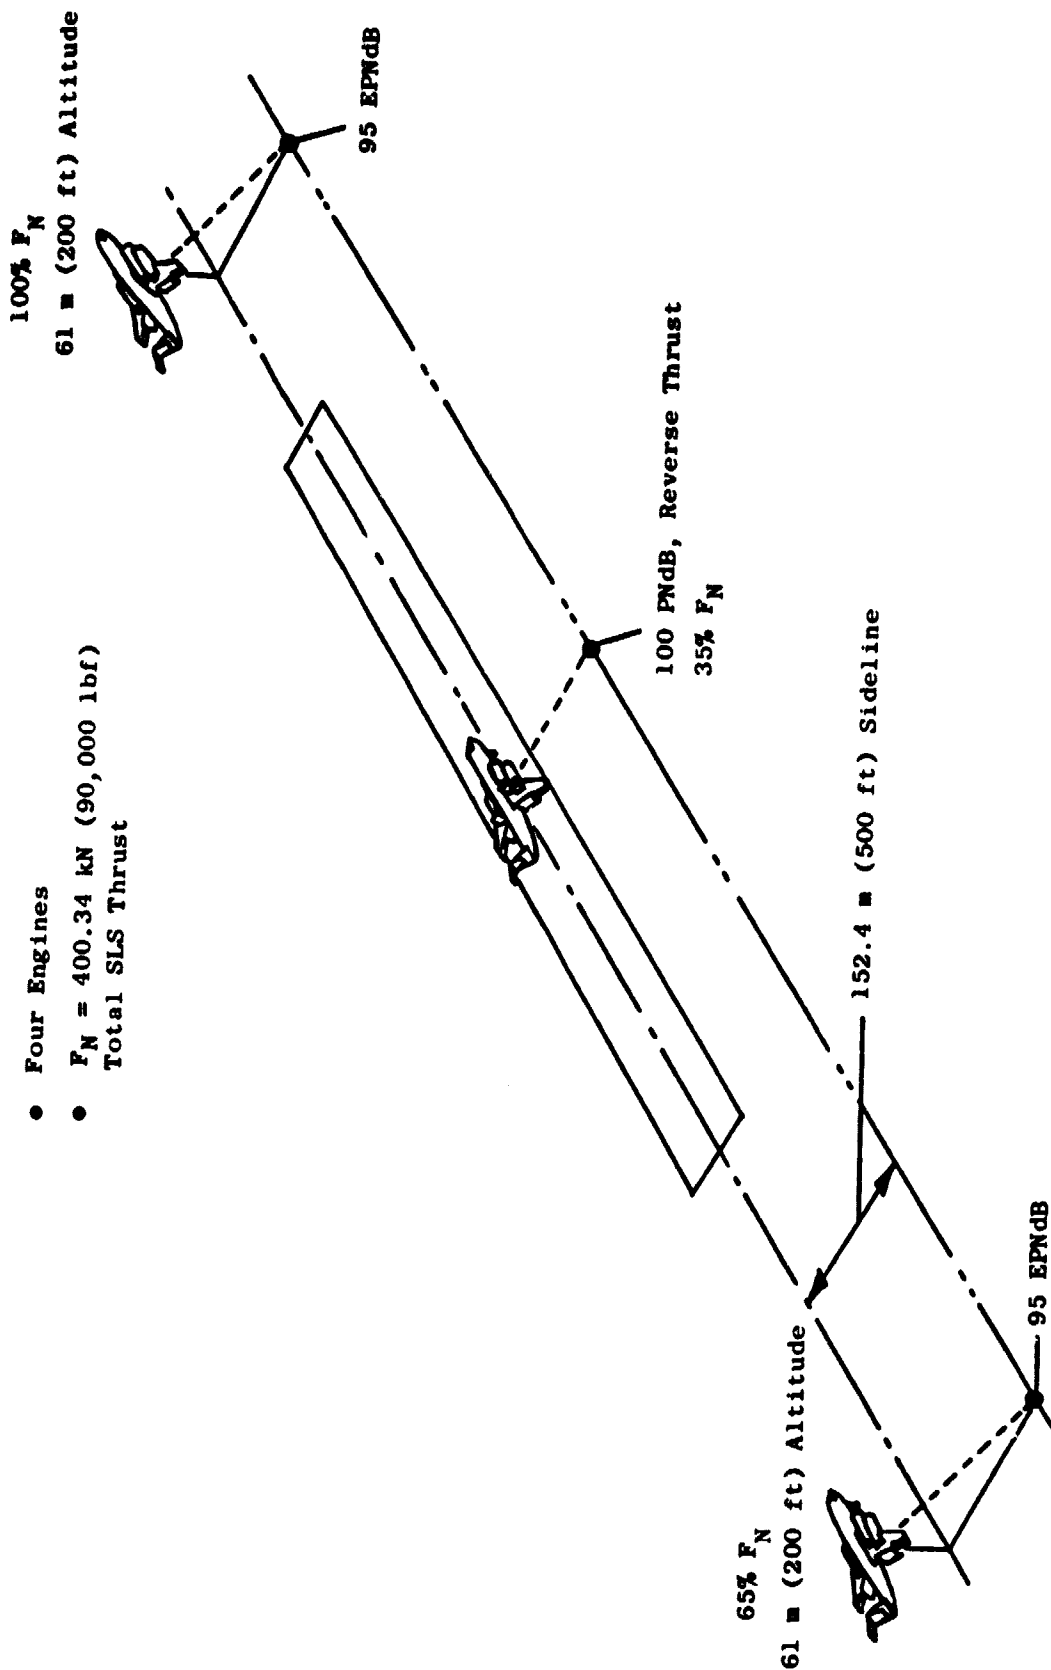 ● Four Engines
● F_N = 400.34 kN (90,000 lbf)
Total SLS Thrust
100% F_N
61 m (200 ft) Altitude
95 EPNdB
100 PNdB, Reverse Thrust
35% F_N
152.4 m (500 ft) Sideline
65% F_N
61 m (200 ft) Altitude
95 EPNdB